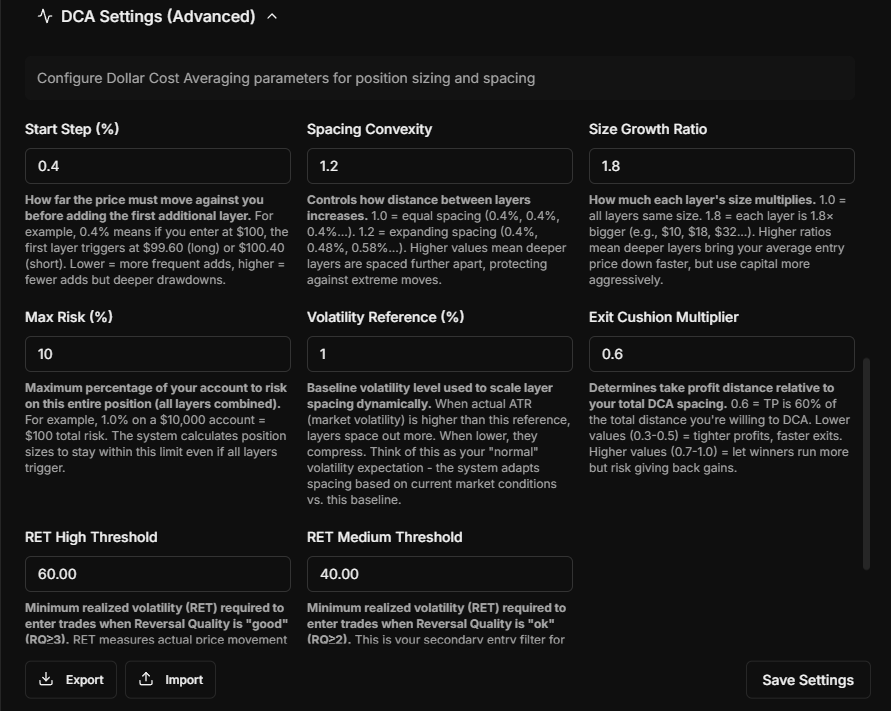 DCA Settings (Advanced)
Configure Dollar Cost Averaging parameters for position sizing and spacing
Start Step (%)
0.4
How far the price must move against you
before adding the first additional layer. For
example, 0.4% means if you enter at $100, the
first layer triggers at $99.60 (long) or $100.40
(short). Lower = more frequent adds, higher =
fewer adds but deeper drawdowns.
Spacing Convexity
1.2
Controls how distance between layers
increases. 1.0 = equal spacing (0.4%, 0.4%,
0.4%...). 1.2 = expanding spacing (0.4%,
0.48%, 0.58%...). Higher values mean deeper
layers are spaced further apart, protecting
against extreme moves.
Size Growth Ratio
1.8
How much each layer's size multiplies. 1.0 =
all layers same size. 1.8 = each layer is 1.8×
bigger (e.g., $10, $18, $32...). Higher ratios
mean deeper layers bring your average entry
price down faster, but use capital more
aggressively.
Max Risk (%)
10
Maximum percentage of your account to risk
on this entire position (all layers combined).
For example, 1.0% on a $10,000 account =
$100 total risk. The system calculates position
sizes to stay within this limit even if all layers
trigger.
Volatility Reference (%)
1
Baseline volatility level used to scale layer
spacing dynamically. When actual ATR
(market volatility) is higher than this reference,
layers space out more. When lower, they
compress. Think of this as your "normal"
volatility expectation - the system adapts
spacing based on current market conditions
vs. this baseline.
Exit Cushion Multiplier
0.6
Determines take profit distance relative to
your total DCA spacing. 0.6 = TP is 60% of
the total distance you're willing to DCA. Lower
values (0.3-0.5) = tighter profits, faster exits.
Higher values (0.7-1.0) = let winners run more
but risk giving back gains.
RET High Threshold
60.00
Minimum realized volatility (RET) required to
enter trades when Reversal Quality is "good"
(RQ≥3). RET measures actual price movement
RET Medium Threshold
40.00
Minimum realized volatility (RET) required to
enter trades when Reversal Quality is "ok"
(RQ≥2). This is your secondary entry filter for
Export
Import
Save Settings